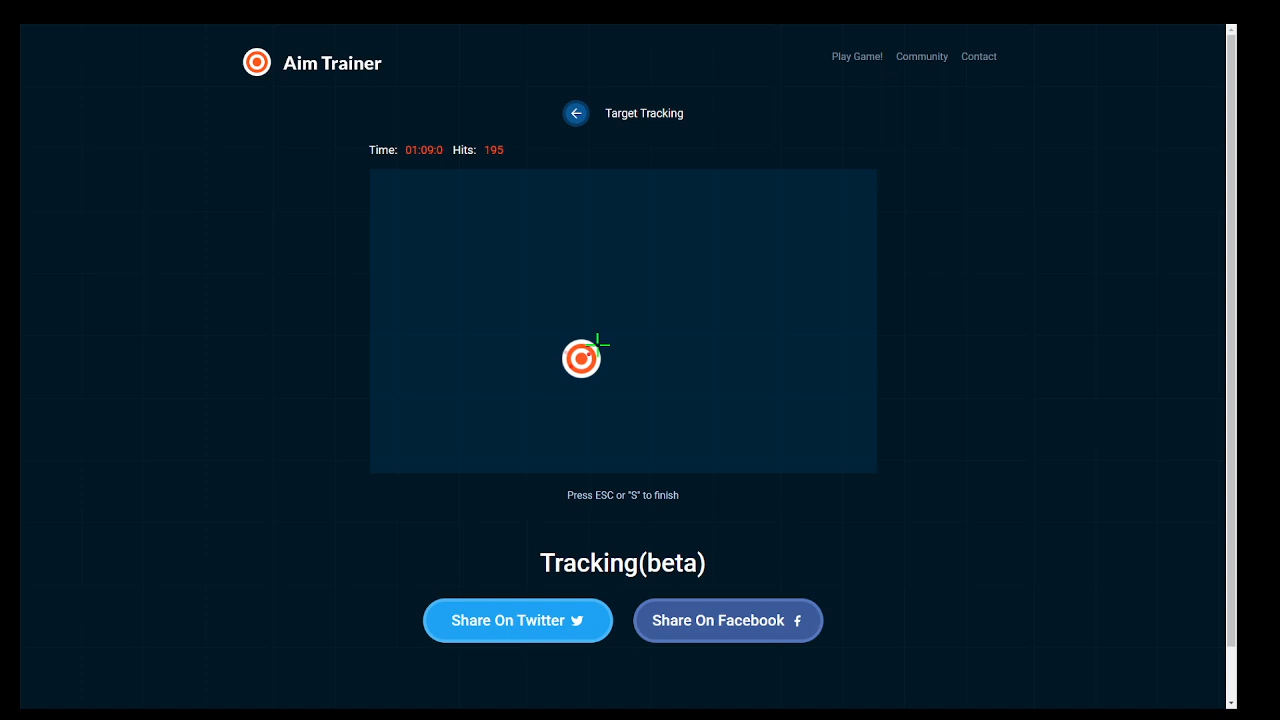 Aim Trainer
Play Game! Community Contact
Target Tracking
Time: 01:09:0 Hits: 195
Press ESC or "S" to finish
Tracking(beta)
Share On Twitter
Share On Facebook